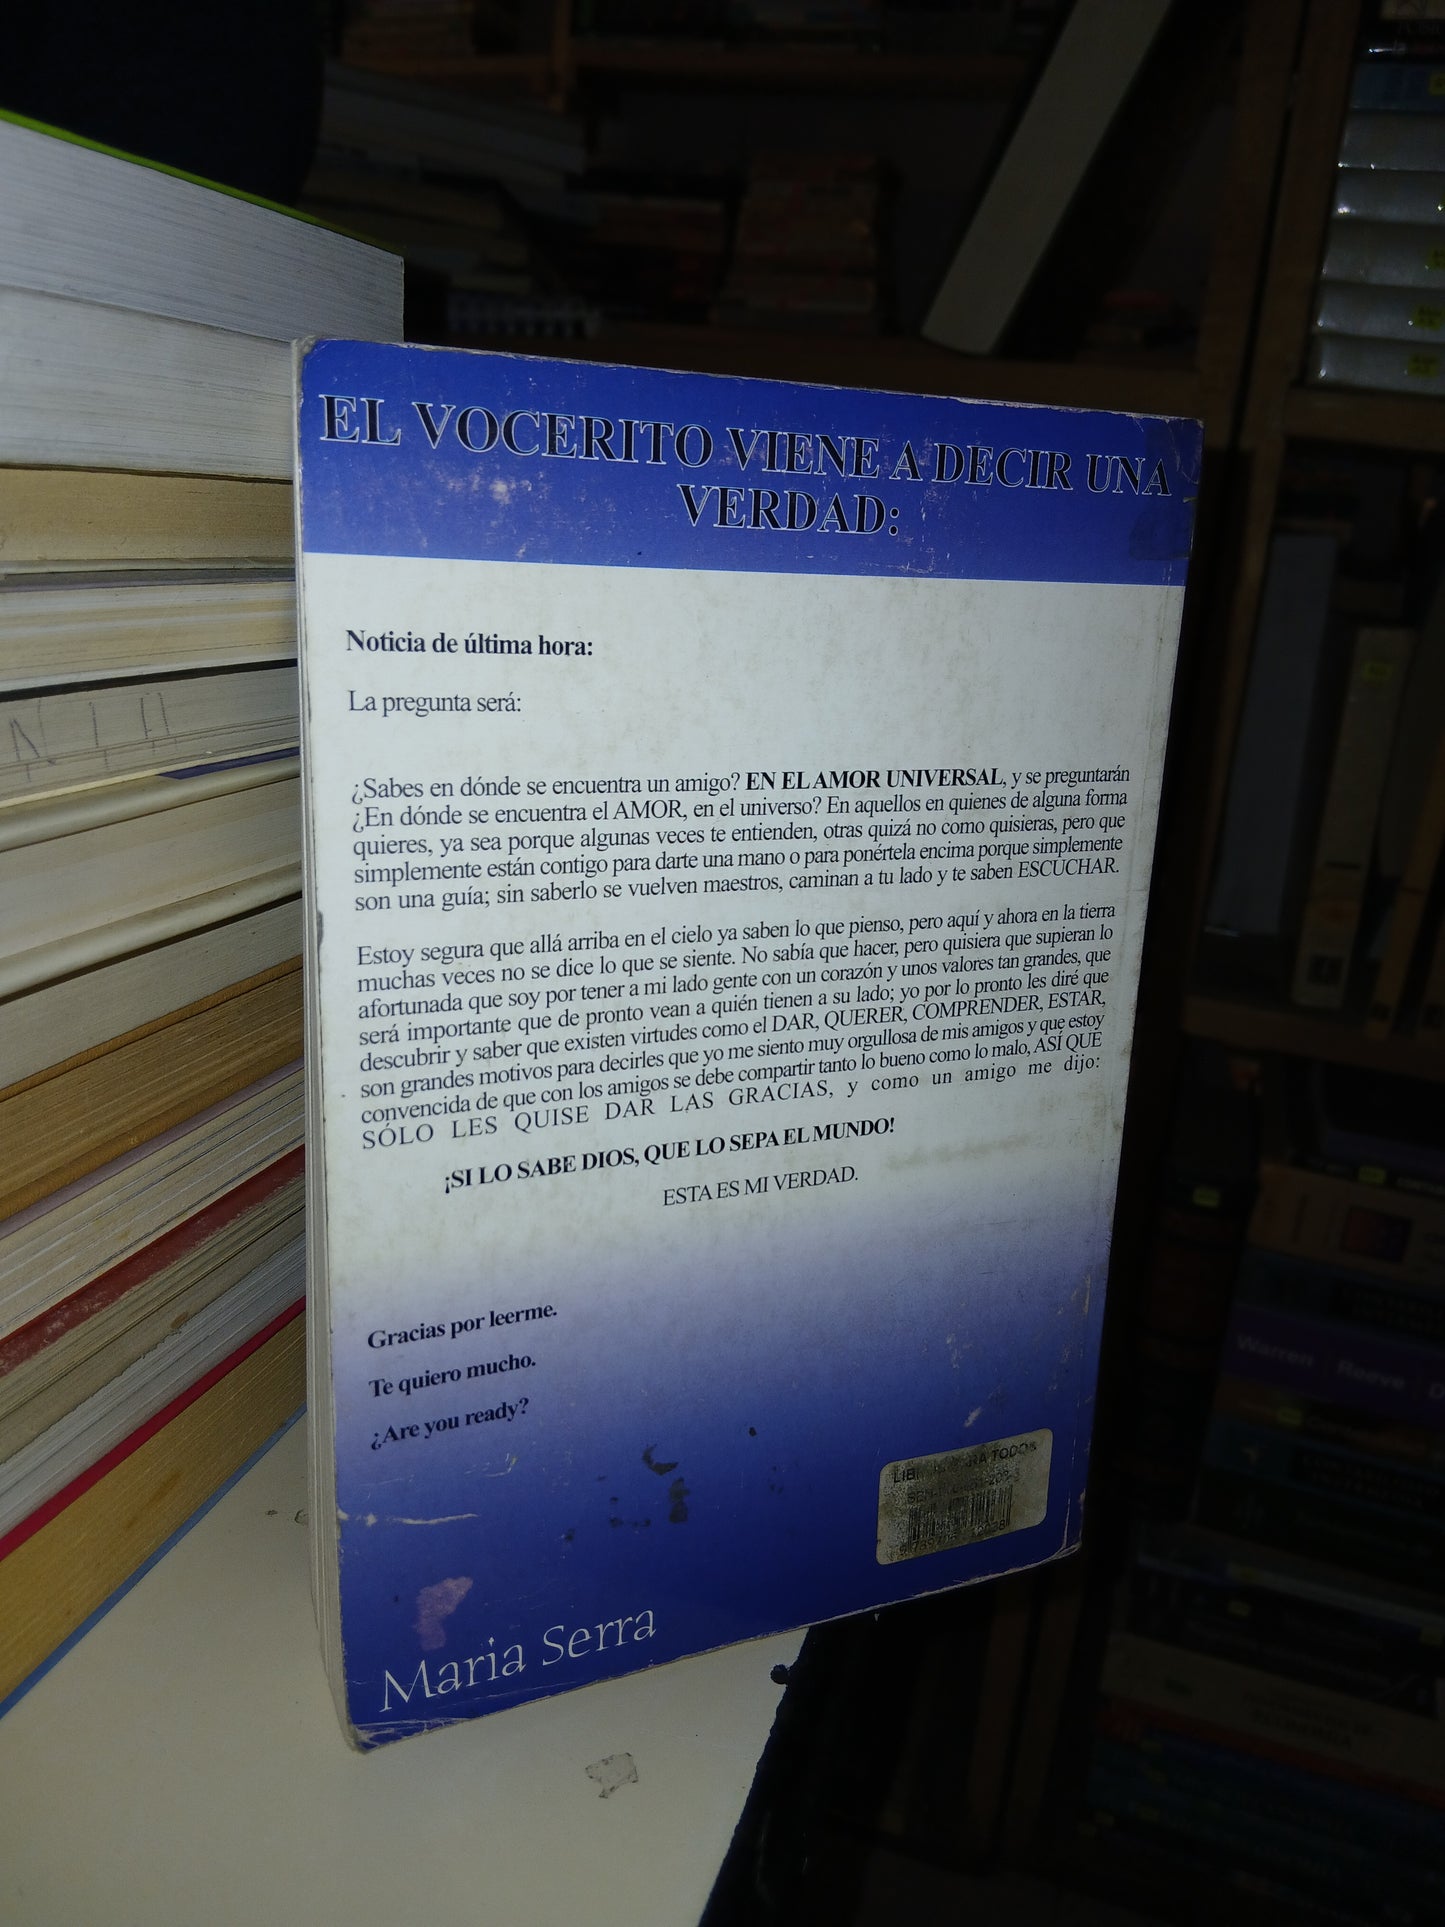 EL VOCERITO VIENE A DECIR UNA
VERDAD:
Noticia de última hora:
La pregunta será:
¿Sabes en dónde se encuentra un amigo? EN EL AMOR UNIVERSAL, y se preguntarán
¿En dónde se encuentra el AMOR, en el universo? En aquellos en quienes de alguna forma
quieres, ya sea porque algunas veces te entienden, otras quizá no como quisieras, pero que
simplemente están contigo para darte una mano o para ponértela encima porque simplemente
son una guía; sin saberlo se vuelven maestros, caminan a tu lado y te saben ESCUCHAR.
Estoy segura que allá arriba en el cielo ya saben lo que pienso, pero aquí y ahora en la tierra
muchas veces no se dice lo que se siente. No sabía que hacer, pero quisiera que supieran lo
afortunada que soy por tener a mi lado gente con un corazón y unos valores tan grandes, que
será importante que de pronto vean a quién tienen a su lado; yo por lo pronto les diré que
descubrir y saber que existen virtudes como el DAR, QUERER, COMPRENDER, ESTAR,
son grandes motivos para decirles que yo me siento muy orgullosa de mis amigos y que estoy
convencida de que con los amigos se debe compartir tanto lo bueno como lo malo, ASÍ QUE
SÓLO LES QUISE DAR LAS GRACIAS, y como un amigo me dijo:
¡SI LO SABE DIOS, QUE LO SEPA EL MUNDO!
ESTA ES MI VERDAD.
Gracias por leerme.
Te quiero mucho.
¿Are you ready?
TODOS
Maria Serra
Warren Reeve